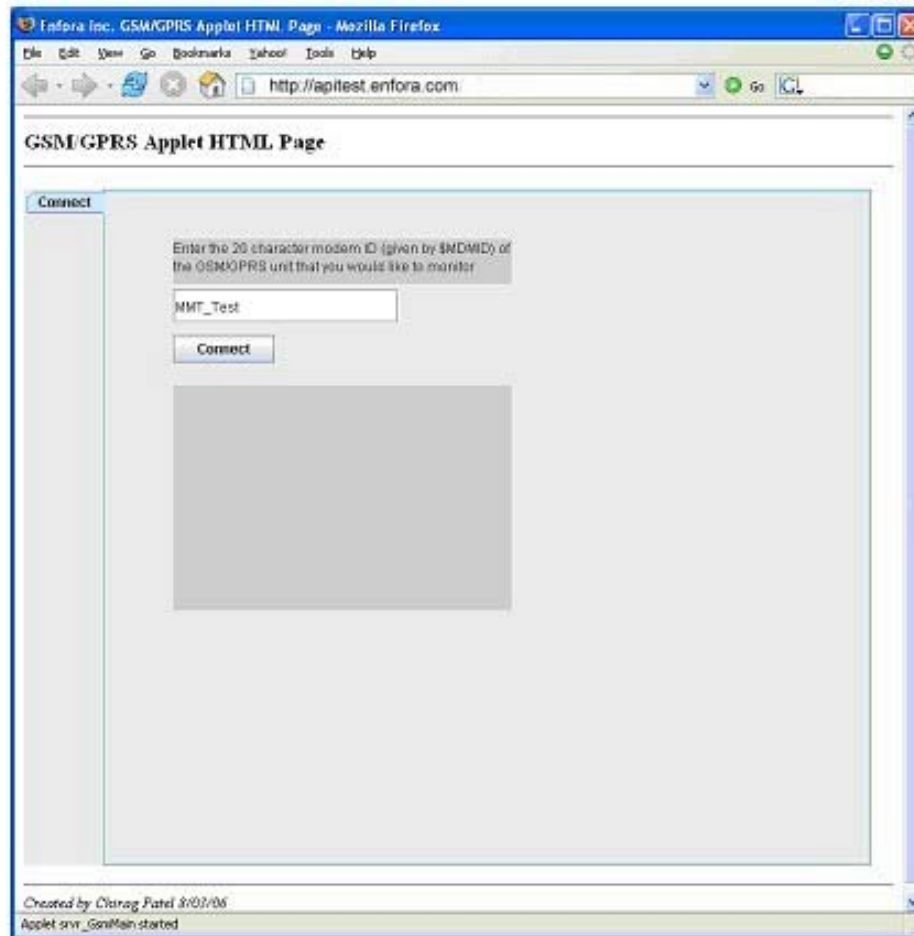 Enfora Inc. GSM/GPRS Applet HTML Page - Mozilla Firefox
File Edit View Go Bookmarks Yahoo! Tools Help
http://apitest.enfora.com Go
GSM/GPRS Applet HTML Page
Connect
Enter the 20 character modem ID (given by $MDMID) of
the GSM/GPRS unit that you would like to monitor
MMT_Test
Connect
Created by Chirag Patel 8/03/06
Applet srvr_GsmMain started